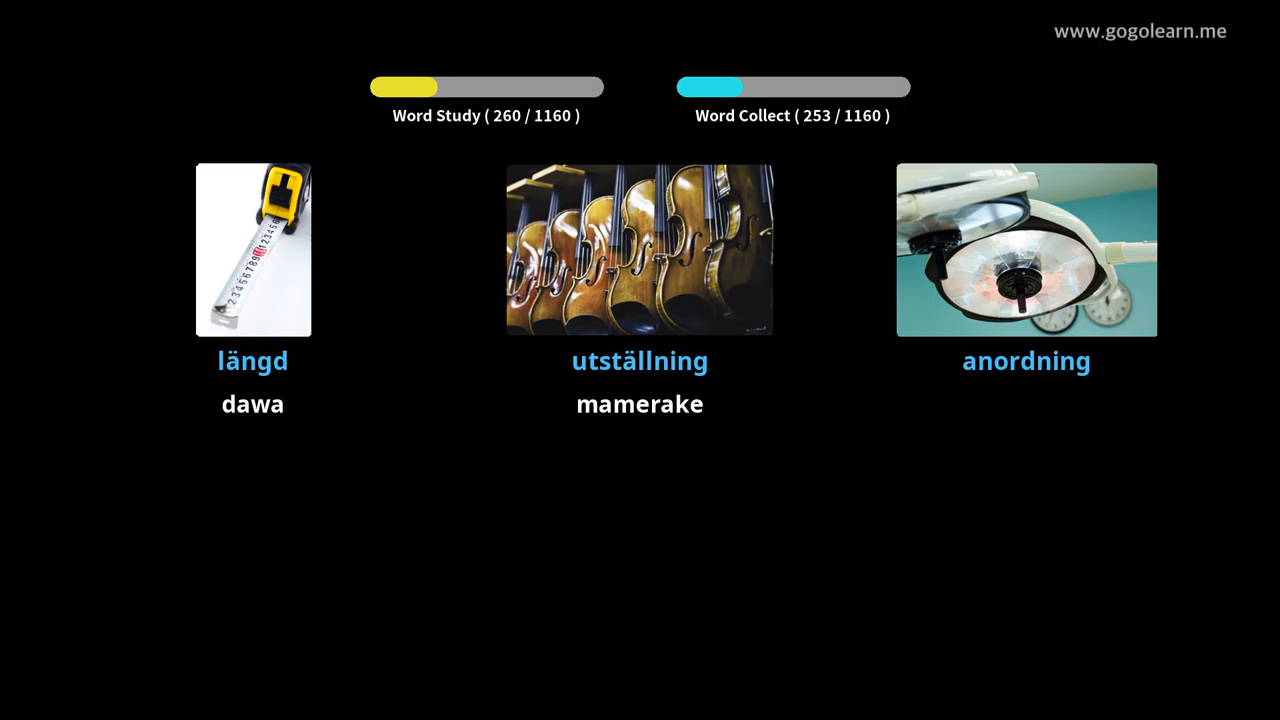 www.gogolearn.me
Word Study ( 260 / 1160 )
Word Collect ( 253 / 1160 )
längd
utställning
anordning
dawa
mamerake